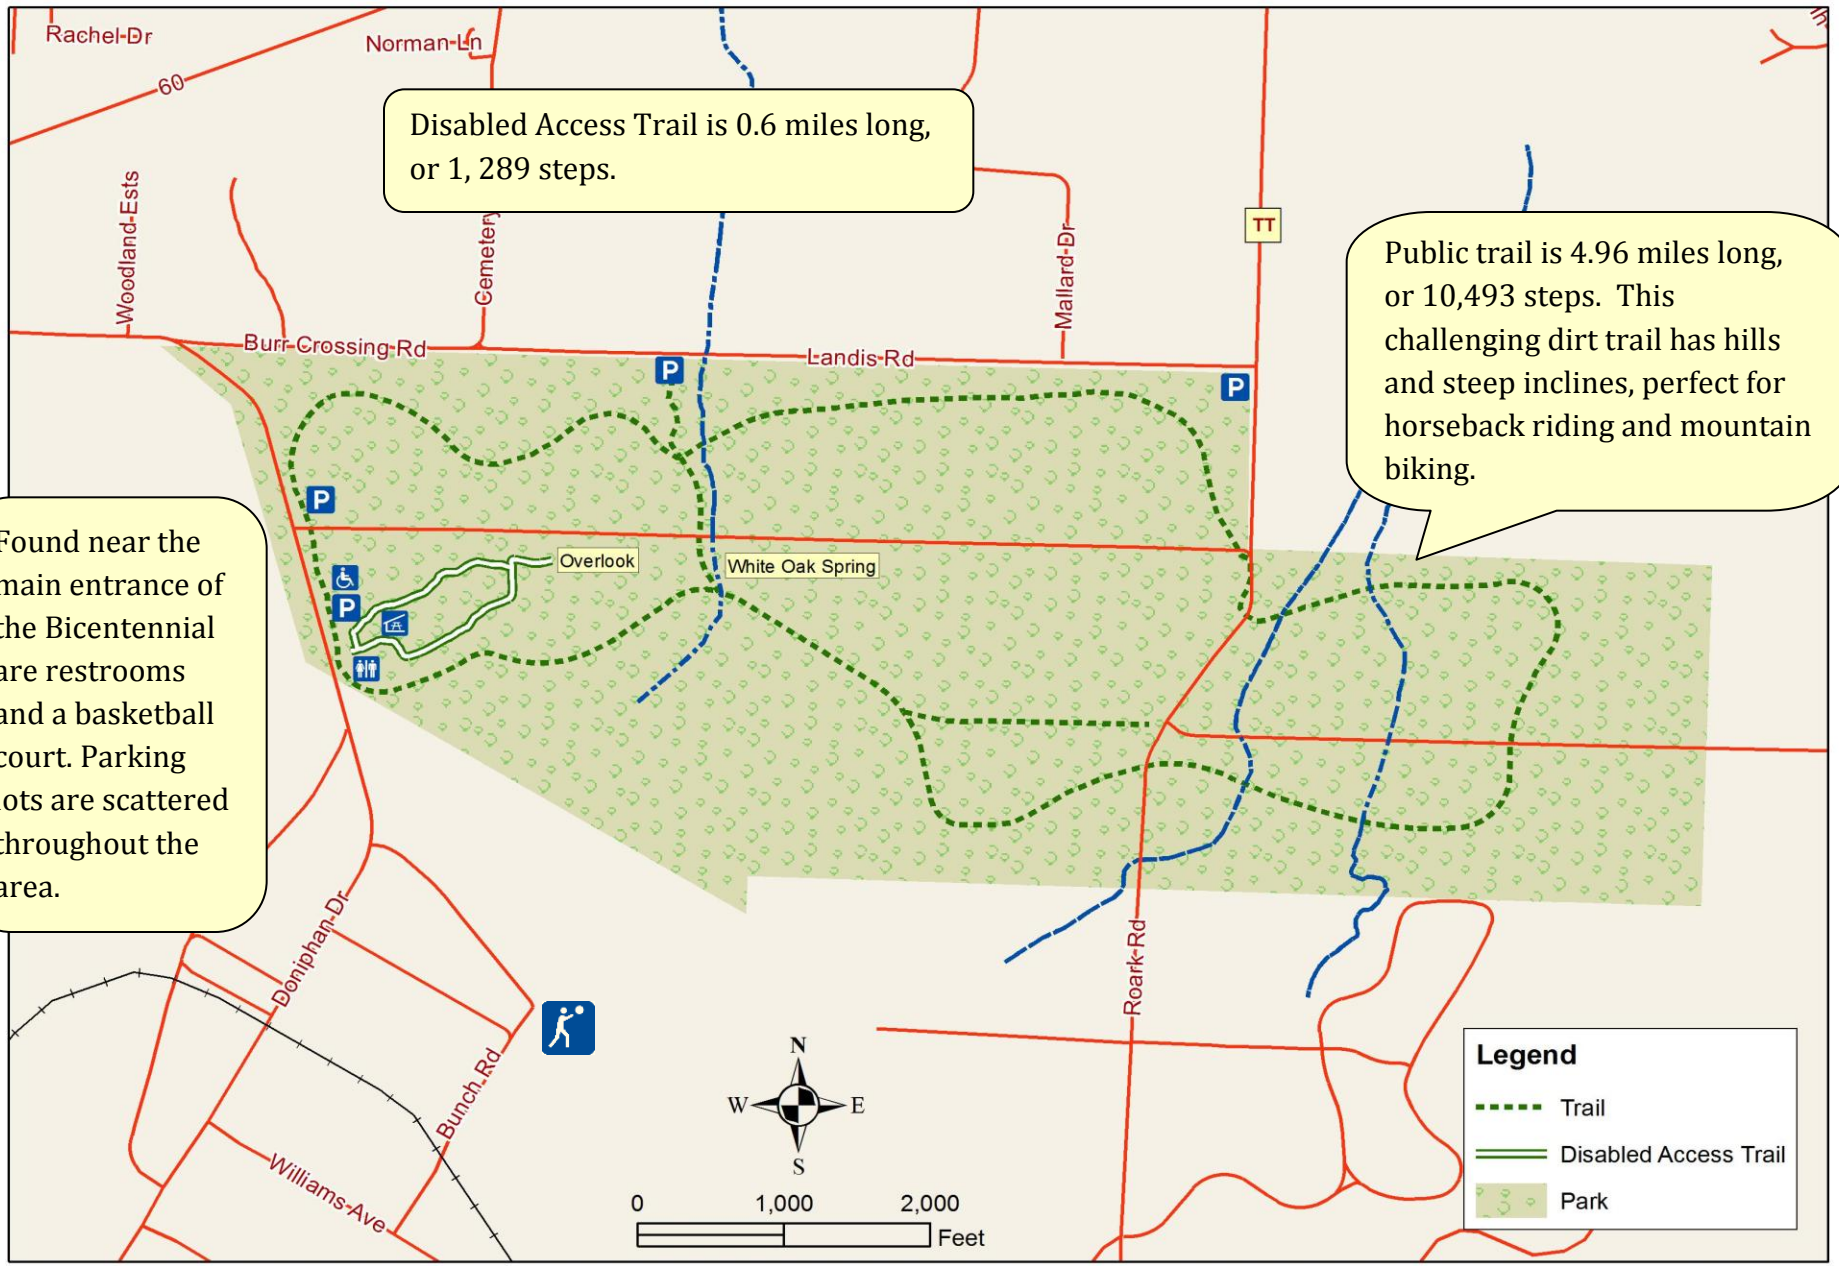 Rachel-Dr
Norman-Ln
60
Disabled Access Trail is 0.6 miles long,
or 1, 289 steps.
Woodland-Ests
Cemetery
Mallard-Dr
TT
Public trail is 4.96 miles long,
or 10,493 steps.  This
challenging dirt trail has hills
and steep inclines, perfect for
horseback riding and mountain
biking.
Burr-Crossing Rd
Landis-Rd
P
P
P
Found near the
main entrance of
the Bicentennial
are restrooms
and a basketball
court. Parking
lots are scattered
throughout the
area.
Overlook
White Oak Spring
P
Doniphan-Dr
Roark-Rd
Bunch-Rd
Williams-Ave
N
W
E
S
0
1,000
2,000
Feet
Legend
Trail
Disabled Access Trail
Park